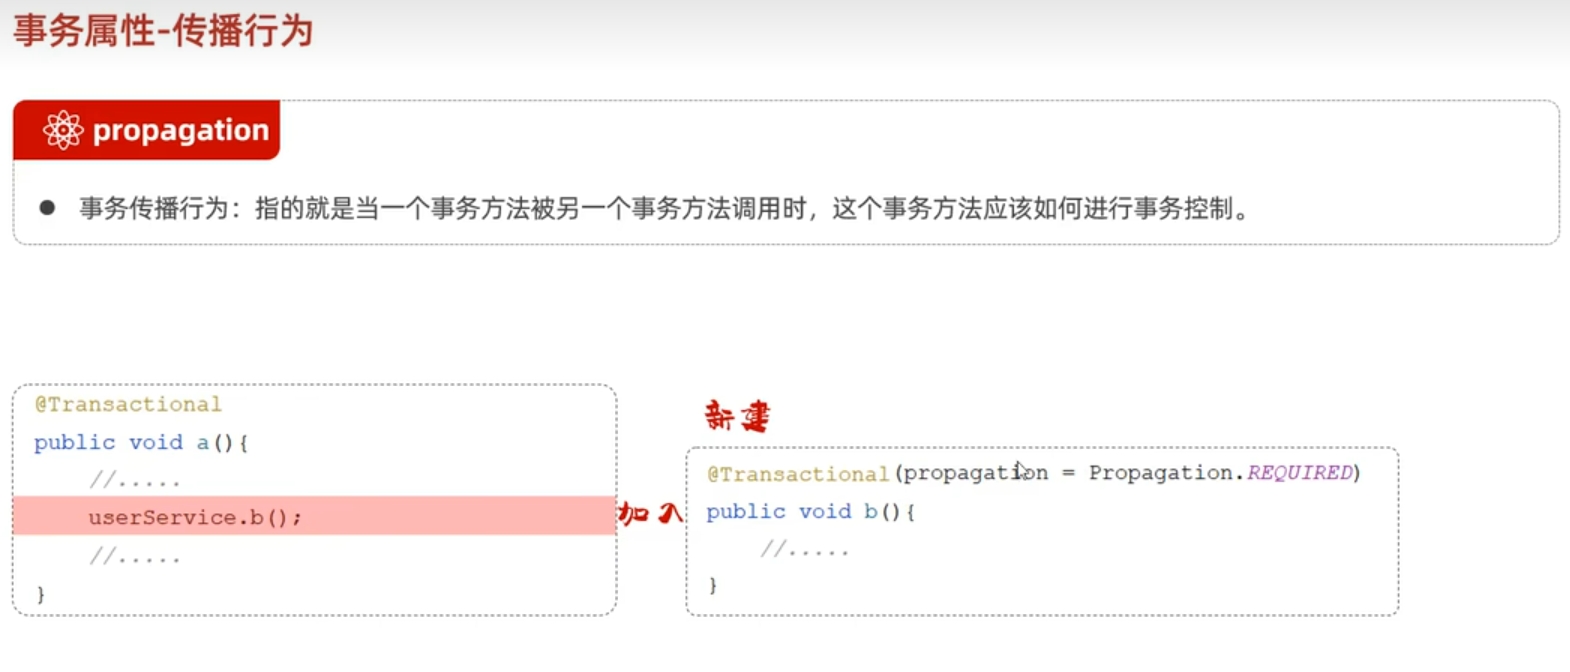 事务属性-传播行为
propagation
● 事务传播行为：指的就是当一个事务方法被另一个事务方法调用时，这个事务方法应该如何进行事务控制。
@Transactional
public void a(){
//.....
userService.b();
//.....
}
加入
新建
@Transactional(propagation = Propagation.REQUIRED)
public void b(){
//.....
}